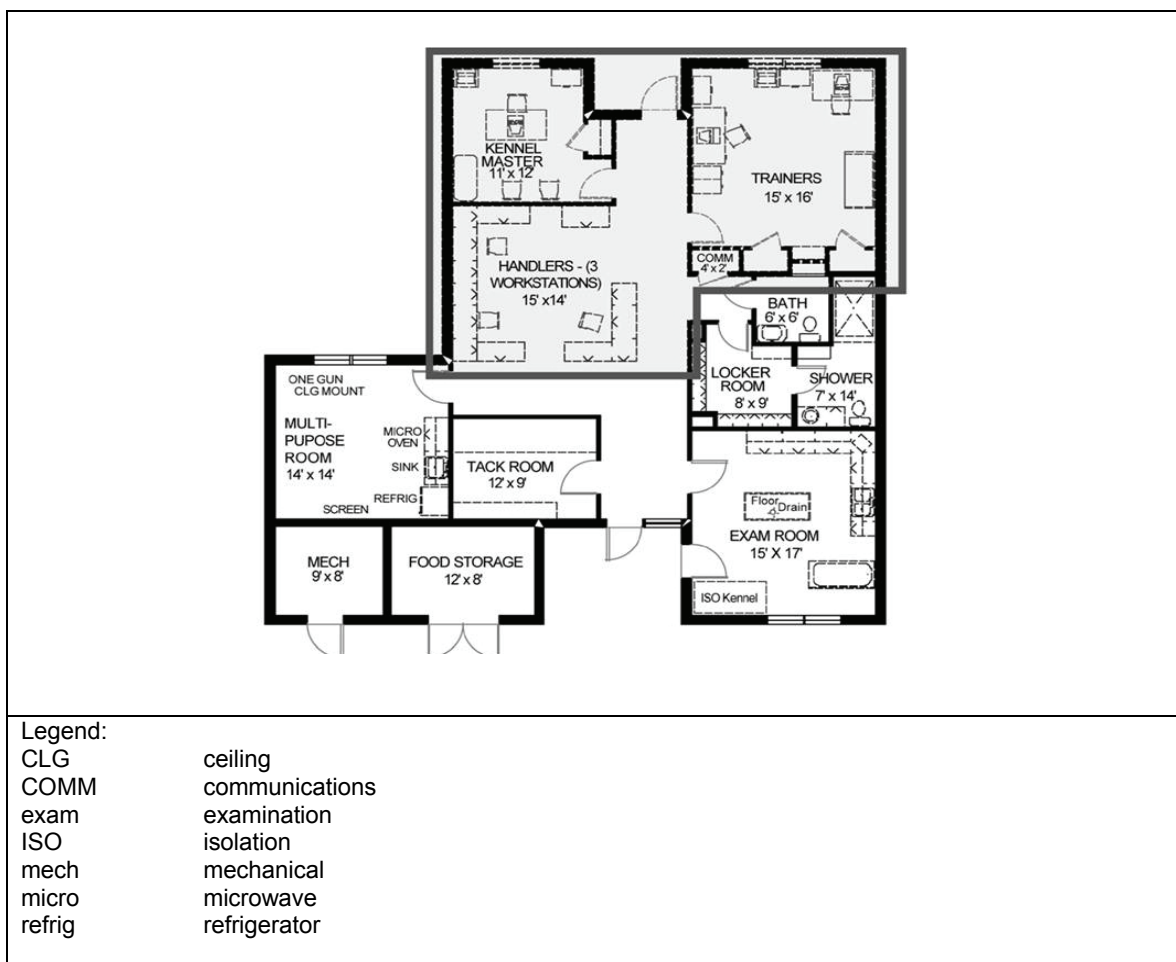 KENNEL
MASTER
11' x 12'
TRAINERS
15' x 16'
HANDLERS - (3
WORKSTATIONS)
15' x14'
COMM
4' x 2'
BATH
6' x 6'
LOCKER
ROOM
8' x 9'
SHOWER
7' x 14'
ONE GUN
CLG MOUNT
MULTI-
PUPOSE
ROOM
14' x 14'
MICRO
OVEN
SINK
REFRIG
SCREEN
TACK ROOM
12' x 9'
Floor
Drain
EXAM ROOM
15' X 17'
ISO Kennel
MECH
9' x 8'
FOOD STORAGE
12' x 8'
Legend:
CLG ceiling
COMM communications
exam examination
ISO isolation
mech mechanical
micro microwave
refrig refrigerator